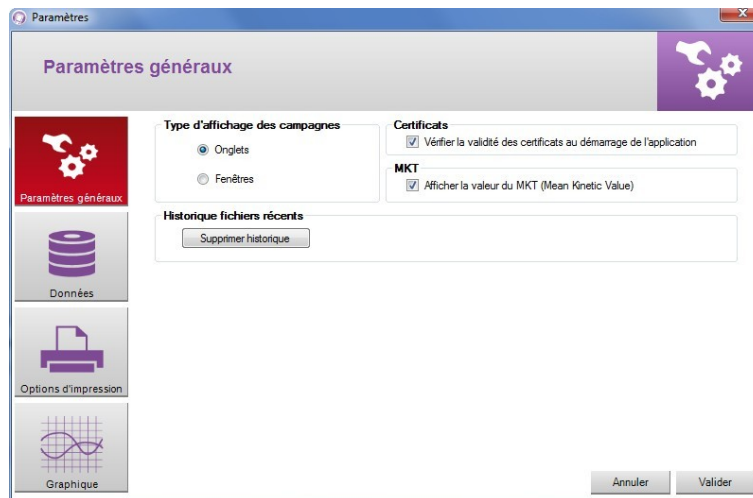 Paramètres
Paramètres généraux
Paramètres généraux
Données
Options d'impression
Graphique
Type d'affichage des campagnes
Onglets
Fenêtres
Certificats
Vérifier la validité des certificats au démarrage de l'application
MKT
Afficher la valeur du MKT (Mean Kinetic Value)
Historique fichiers récents
Supprimer historique
Annuler
Valider